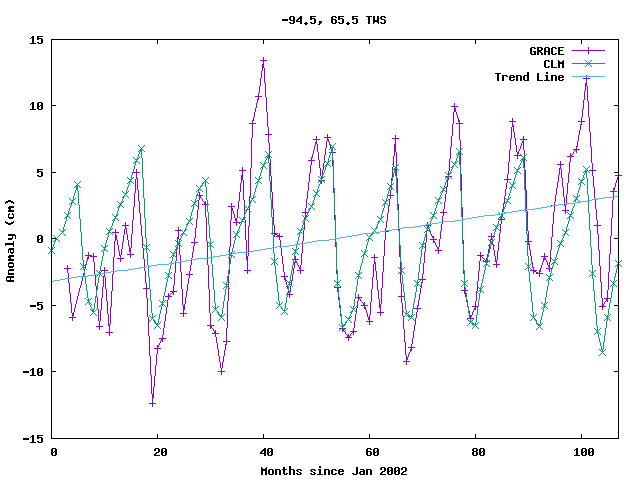 -94.5, 65.5 TWS
15
GRACE
CLM
Trend Line
10
5
0
-5
-10
-15
Anomaly (cm)
0 20 40 60 80 100
Months since Jan 2002